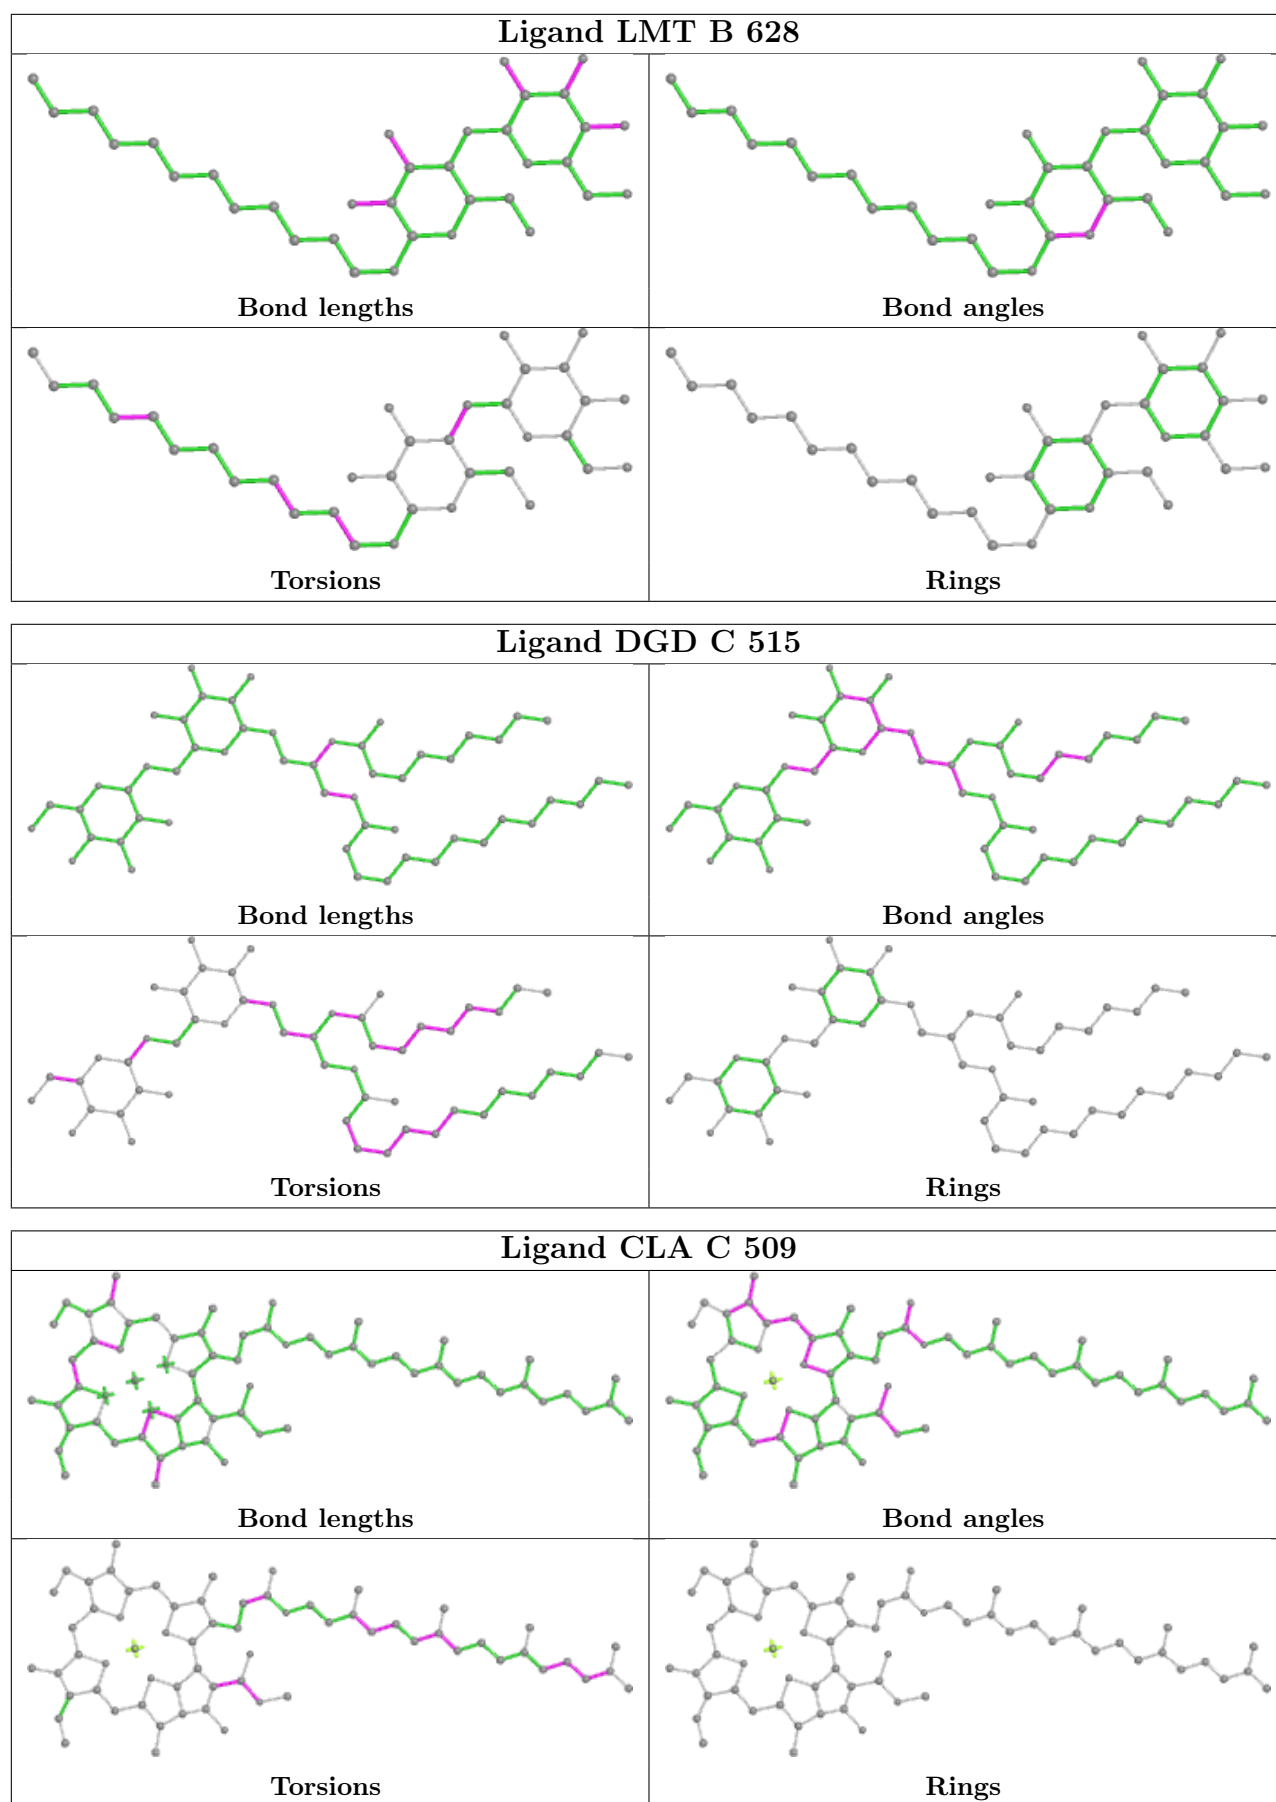 Ligand LMT B 628
Bond lengths
Bond angles
Torsions
Rings
Ligand DGD C 515
Bond lengths
Bond angles
Torsions
Rings
Ligand CLA C 509
Bond lengths
Bond angles
Torsions
Rings